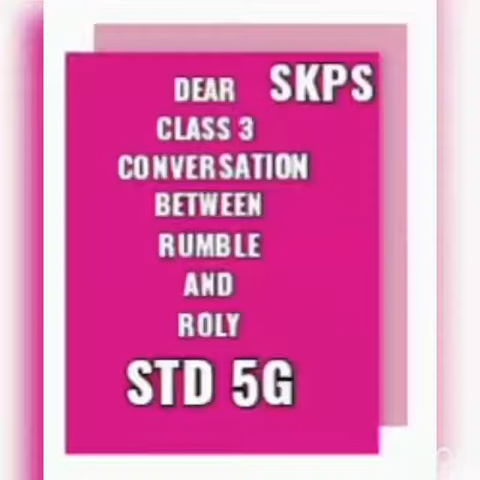 DEAR SKPS
CLASS 3
CONVERSATION
BETWEEN
RUMBLE
AND
ROLY
STD 5G